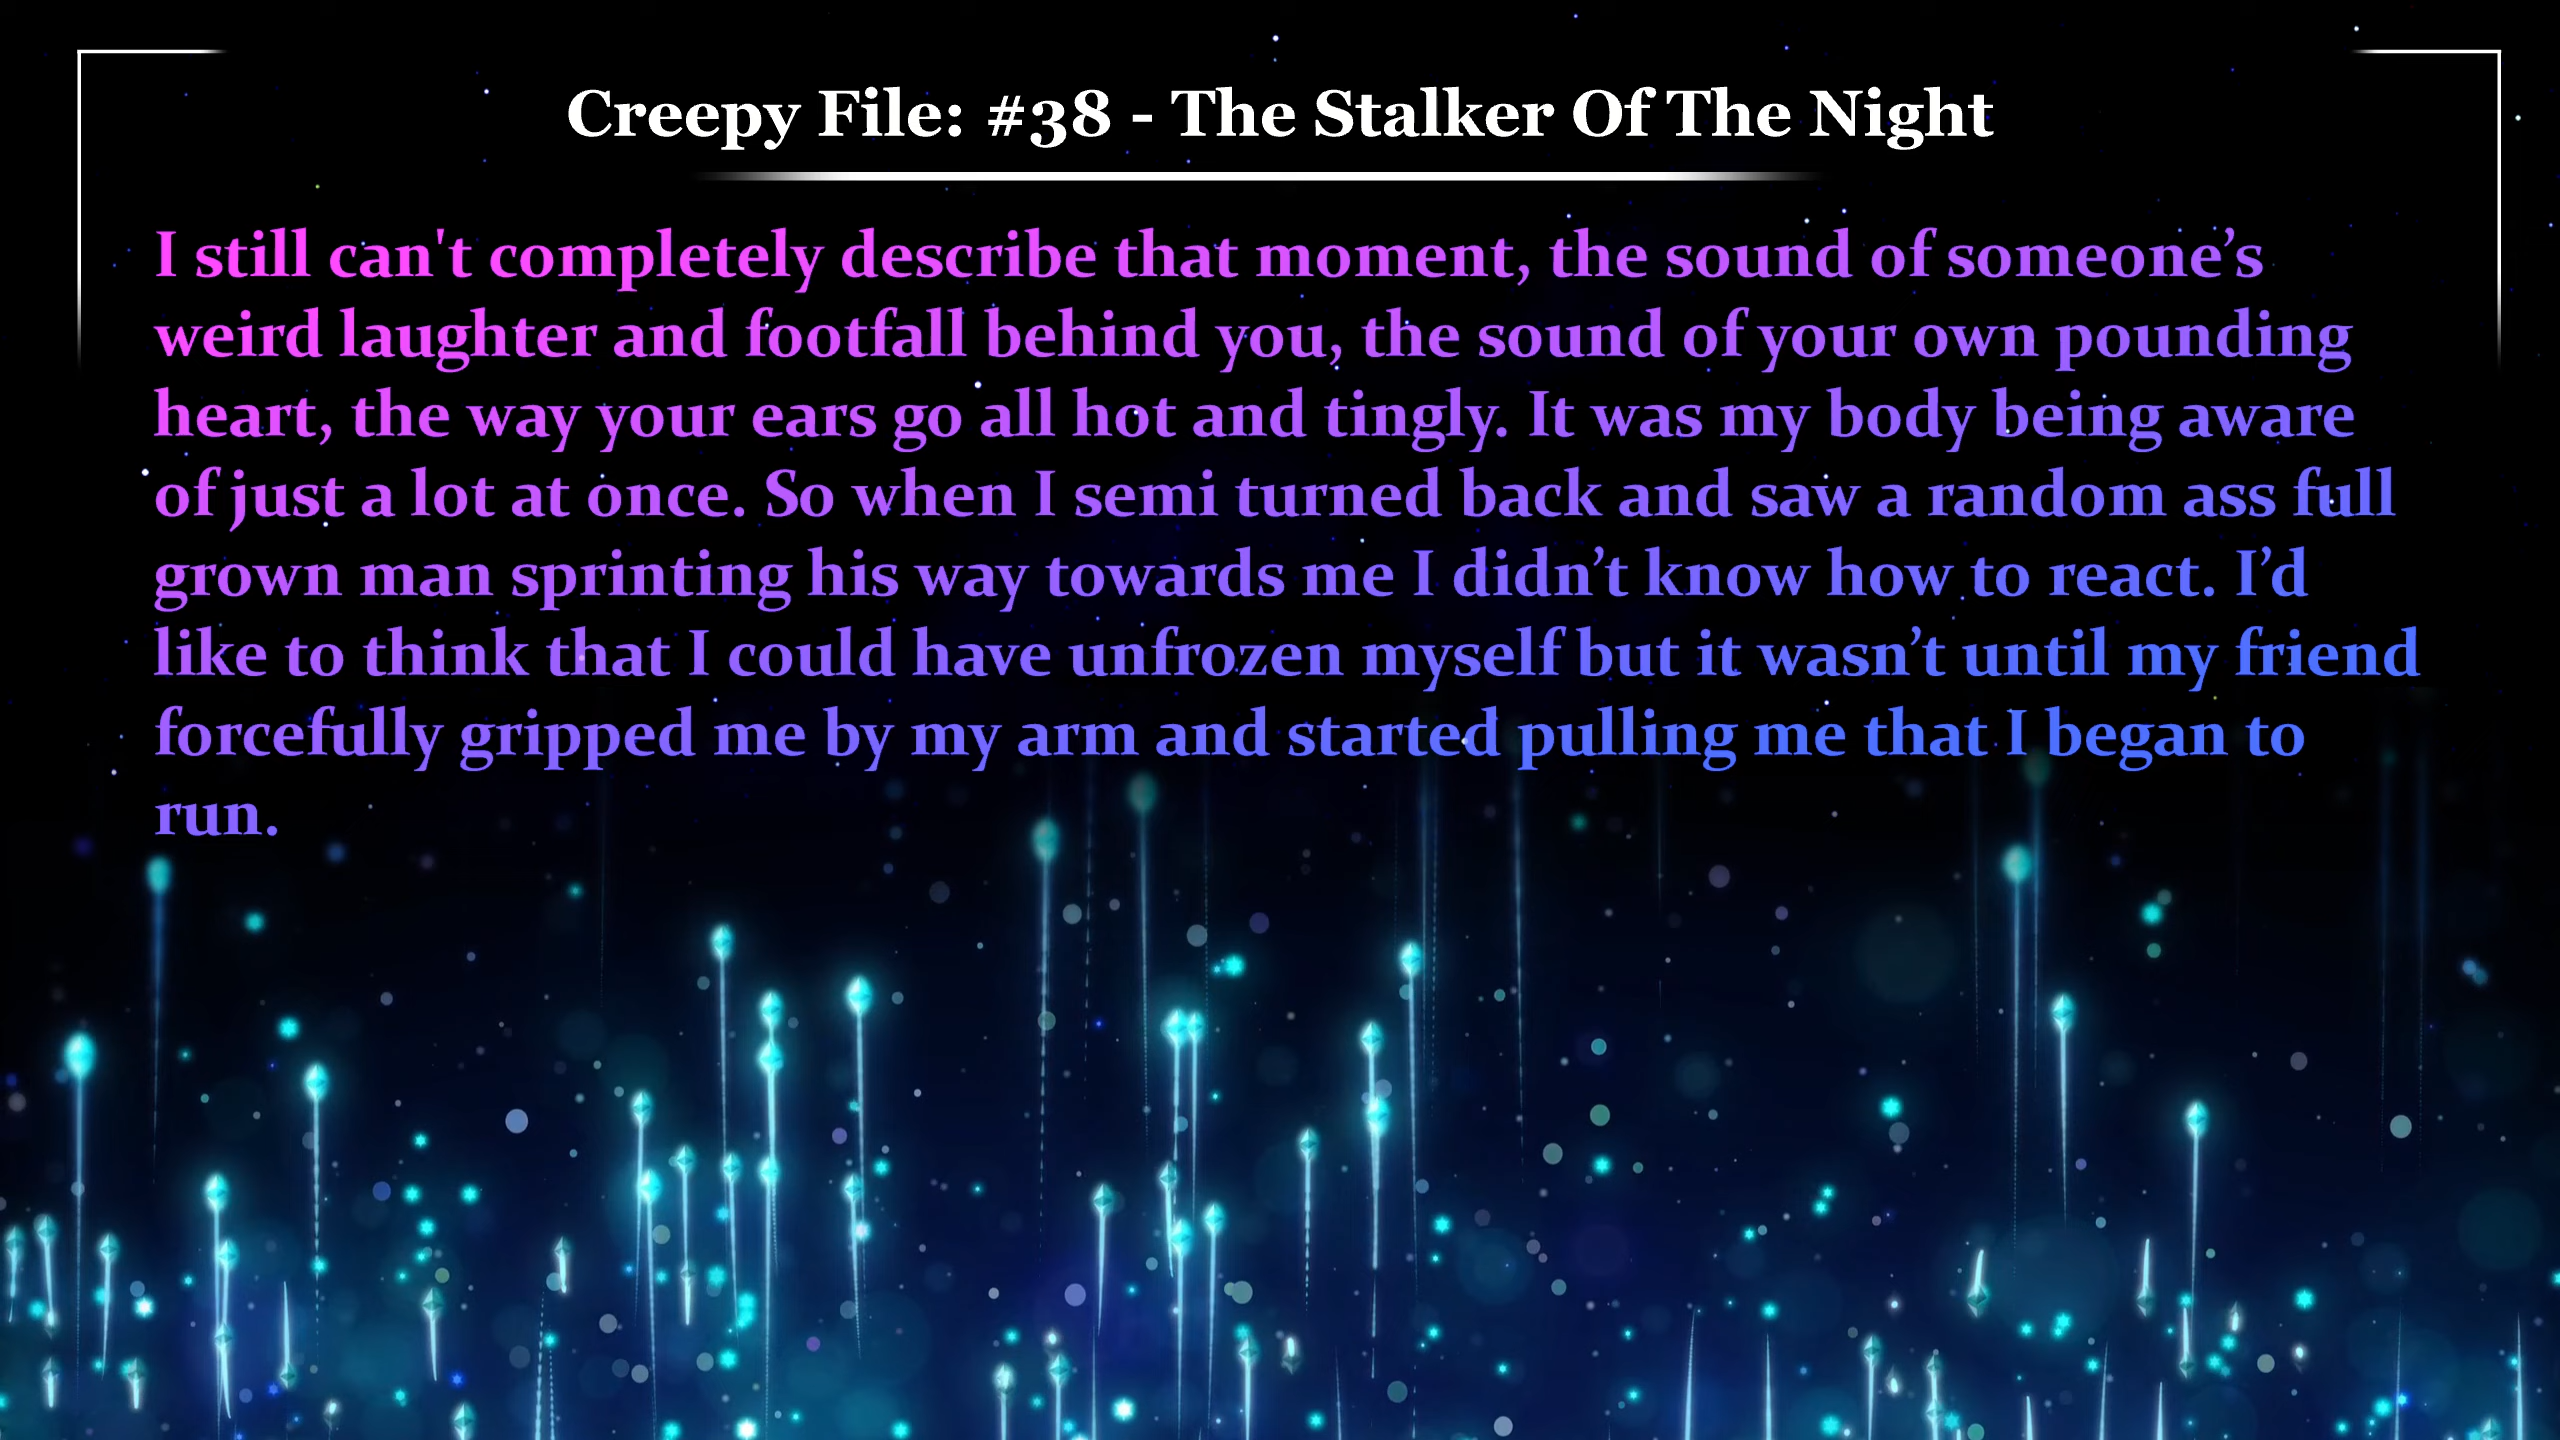 Creepy File: #38 - The Stalker Of The Night
I still can't completely describe that moment, the sound of someone’s
weird laughter and footfall behind you, the sound of your own pounding
heart, the way your ears go all hot and tingly. It was my body being aware
of just a lot at once. So when I semi turned back and saw a random ass full
grown man sprinting his way towards me I didn’t know how to react. I’d
like to think that I could have unfrozen myself but it wasn’t until my friend
forcefully gripped me by my arm and started pulling me that I began to
run.